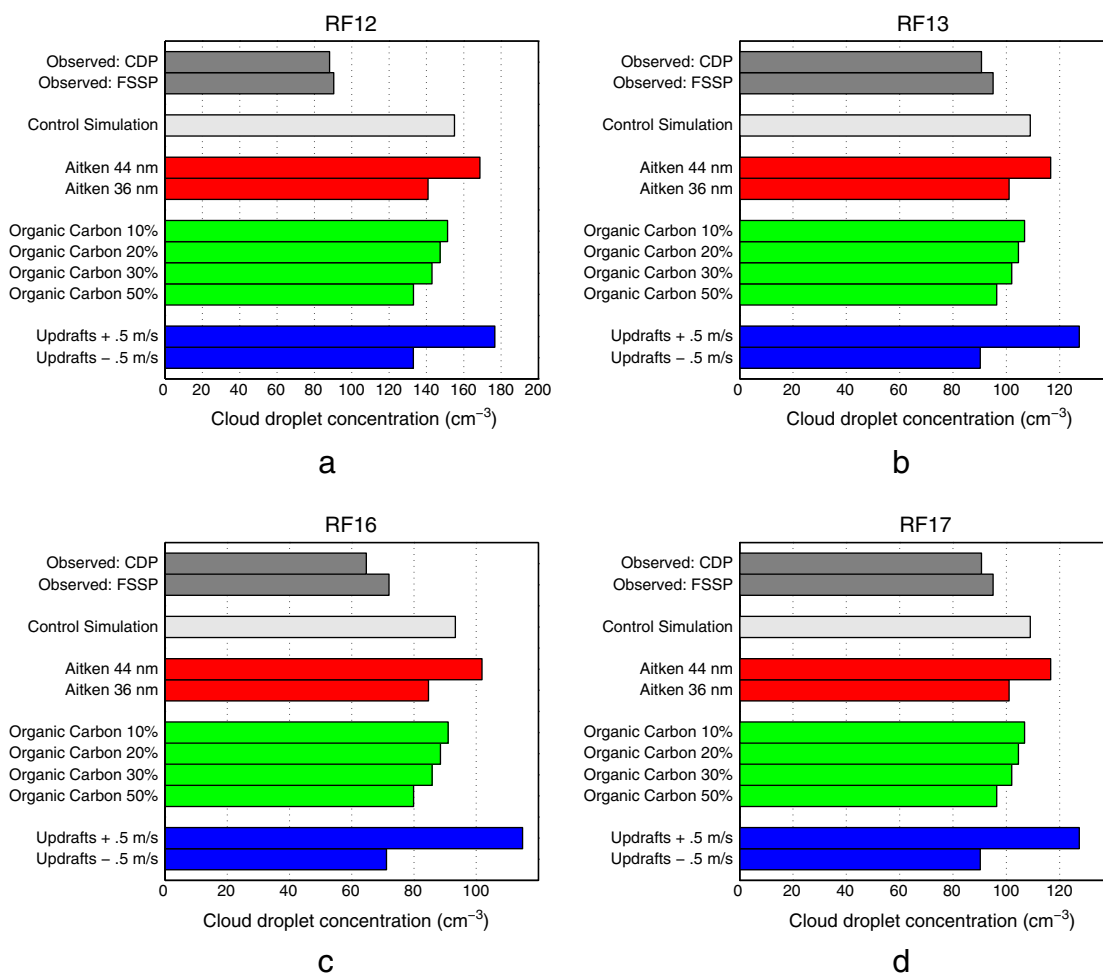 RF12
Observed: CDP
Observed: FSSP
Control Simulation
Aitken 44 nm
Aitken 36 nm
Organic Carbon 10%
Organic Carbon 20%
Organic Carbon 30%
Organic Carbon 50%
Updrafts + .5 m/s
Updrafts − .5 m/s
0 20 40 60 80 100 120 140 160 180 200
Cloud droplet concentration (cm⁻³)
a
RF13
Observed: CDP
Observed: FSSP
Control Simulation
Aitken 44 nm
Aitken 36 nm
Organic Carbon 10%
Organic Carbon 20%
Organic Carbon 30%
Organic Carbon 50%
Updrafts + .5 m/s
Updrafts − .5 m/s
0 20 40 60 80 100 120
Cloud droplet concentration (cm⁻³)
b
RF16
Observed: CDP
Observed: FSSP
Control Simulation
Aitken 44 nm
Aitken 36 nm
Organic Carbon 10%
Organic Carbon 20%
Organic Carbon 30%
Organic Carbon 50%
Updrafts + .5 m/s
Updrafts − .5 m/s
0 20 40 60 80 100
Cloud droplet concentration (cm⁻³)
c
RF17
Observed: CDP
Observed: FSSP
Control Simulation
Aitken 44 nm
Aitken 36 nm
Organic Carbon 10%
Organic Carbon 20%
Organic Carbon 30%
Organic Carbon 50%
Updrafts + .5 m/s
Updrafts − .5 m/s
0 20 40 60 80 100 120
Cloud droplet concentration (cm⁻³)
d